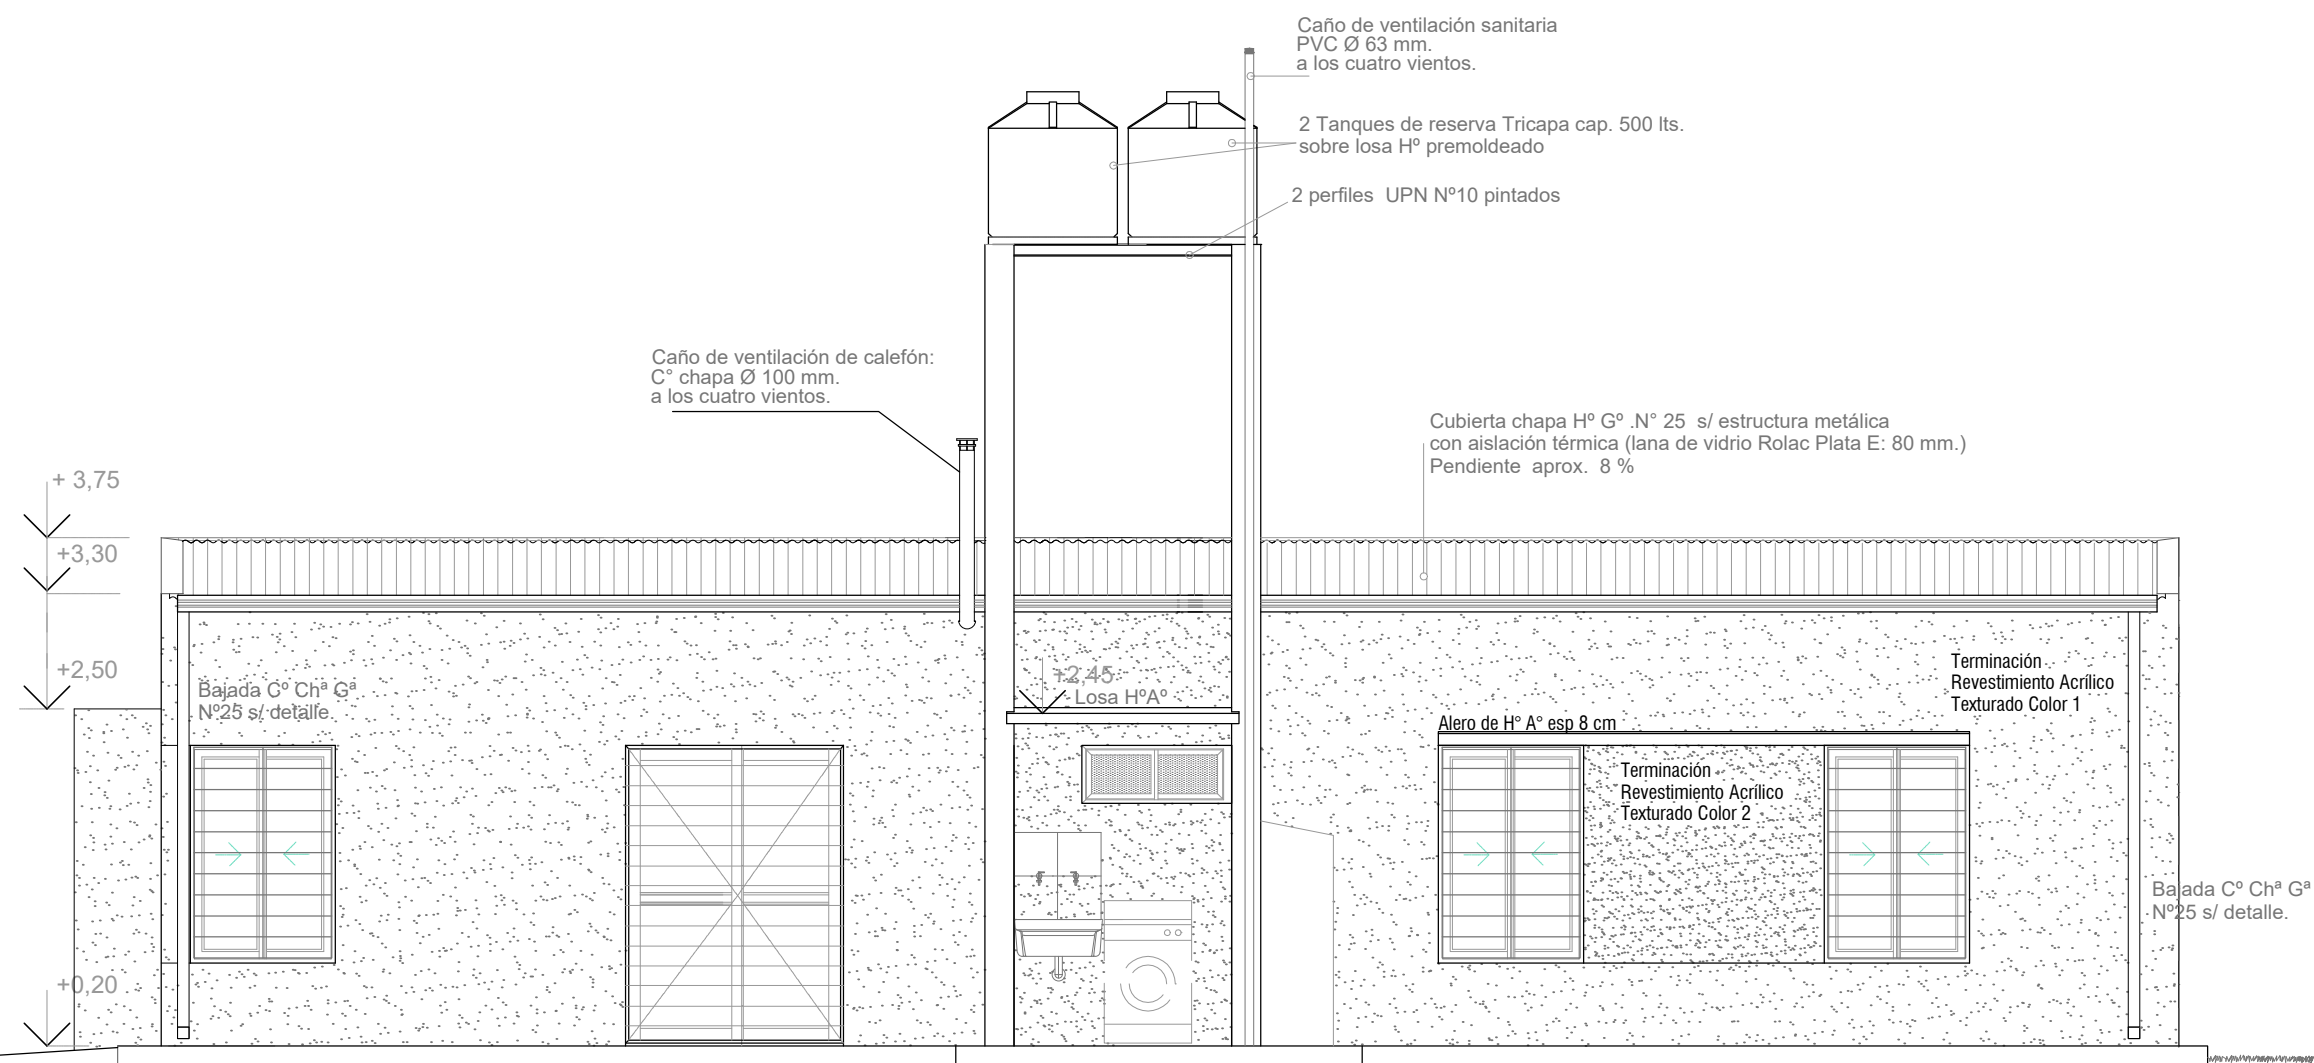 Caño de ventilación sanitaria
PVC Ø 63 mm.
a los cuatro vientos.
2 Tanques de reserva Tricapa cap. 500 lts.
sobre losa Hº premoldeado
2 perfiles UPN Nº10 pintados
Caño de ventilación de calefón:
C° chapa Ø 100 mm.
a los cuatro vientos.
Cubierta chapa Hº Gº .N° 25 s/ estructura metálica
con aislación térmica (lana de vidrio Rolac Plata E: 80 mm.)
Pendiente aprox. 8 %
+ 3,75
+3,30
+2,50
+0,20
Bajada Cº Chª Gª
Nº25 s/ detalle.
+2,45
Losa HºAº
Alero de H° A° esp 8 cm
Terminación
Revestimiento Acrílico
Texturado Color 2
Terminación
Revestimiento Acrílico
Texturado Color 1
Bajada Cº Chª Gª
Nº25 s/ detalle.